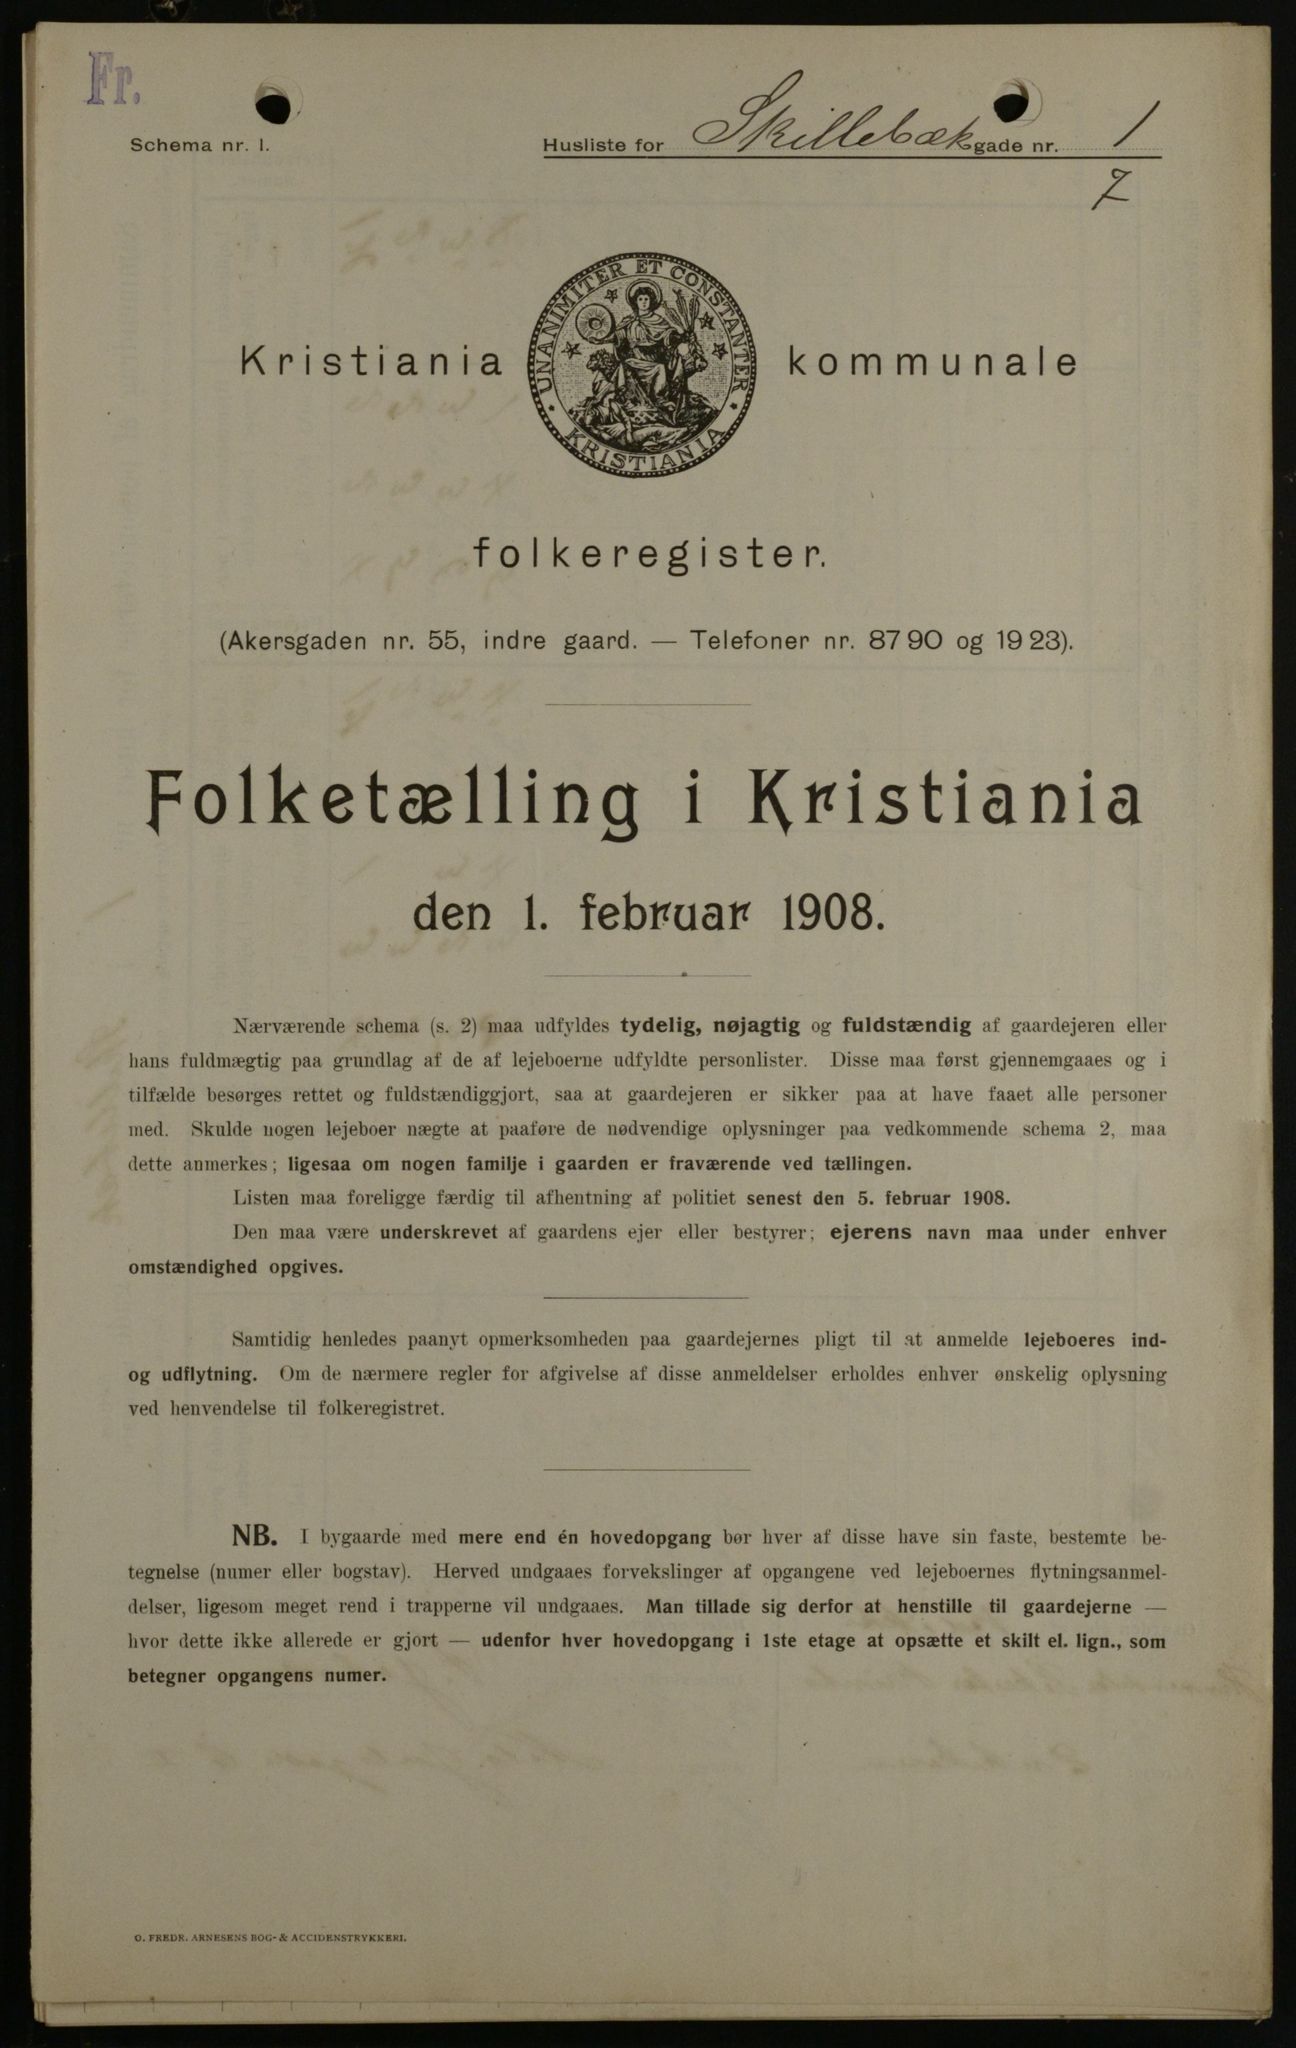 Fr.
Schema nr. 1.
Husliste for Skillebæk gade nr. 1
7
UNANIMITER ET CONSTANTER
KRISTIANIA
Kristiania kommunale
folkeregister.
(Akersgaden nr. 55, indre gaard. — Telefoner nr. 87 90 og 19 23).
Folketælling i Kristiania
den 1. februar 1908.
Nærværende schema (s. 2) maa udfyldes tydelig, nøjagtig og fuldstændig af gaardejeren eller
hans fuldmægtig paa grundlag af de af lejeboerne udfyldte personlister. Disse maa først gjennemgaaes og i
tilfælde besørges rettet og fuldstændiggjort, saa at gaardejeren er sikker paa at have faaet alle personer
med. Skulde nogen lejeboer nægte at paaføre de nødvendige oplysninger paa vedkommende schema 2, maa
dette anmerkes; ligesaa om nogen familje i gaarden er fraværende ved tællingen.
Listen maa foreligge færdig til afhentning af politiet senest den 5. februar 1908.
Den maa være underskrevet af gaardens ejer eller bestyrer; ejerens navn maa under enhver
omstændighed opgives.
Samtidig henledes paanyt opmerksomheden paa gaardejernes pligt til at anmelde lejeboeres ind-
og udflytning. Om de nærmere regler for afgivelse af disse anmeldelser erholdes enhver ønskelig oplysning
ved henvendelse til folkeregistret.
NB. I bygaarde med mere end én hovedopgang bør hver af disse have sin faste, bestemte be-
tegnelse (numer eller bogstav). Herved undgaaes forvekslinger af opgangene ved lejeboernes flytningsanmel-
delser, ligesom meget rend i trapperne vil undgaaes. Man tillade sig derfor at henstille til gaardejerne —
hvor dette ikke allerede er gjort — udenfor hver hovedopgang i 1ste etage at opsætte et skilt el. lign., som
betegner opgangens numer.
O. FREDR. ARNESENS BOG- & ACCIDENSTRYKKERI.